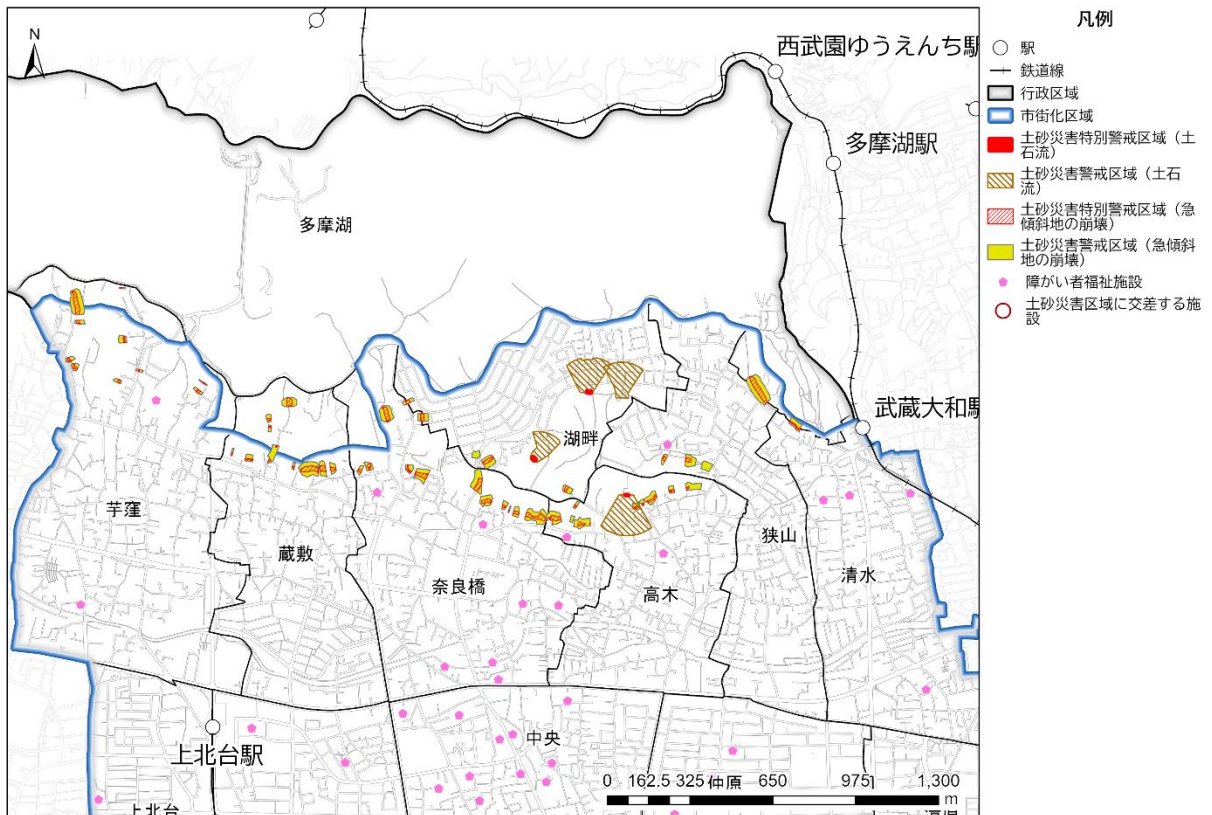 N
西武園ゆうえんち駅
多摩湖駅
多摩湖
武蔵大和駅
湖畔
芋窪
蔵敷
奈良橋
高木
狭山
清水
上北台駅
中央
仲原
上北台
0 162.5 325 650 975 1,300
m
凡例
駅
鉄道線
行政区域
市街化区域
土砂災害特別警戒区域（土
石流）
土砂災害警戒区域（土石
流）
土砂災害特別警戒区域（急
傾斜地の崩壊）
土砂災害警戒区域（急傾斜
地の崩壊）
障がい者福祉施設
土砂災害区域に交差する施
設